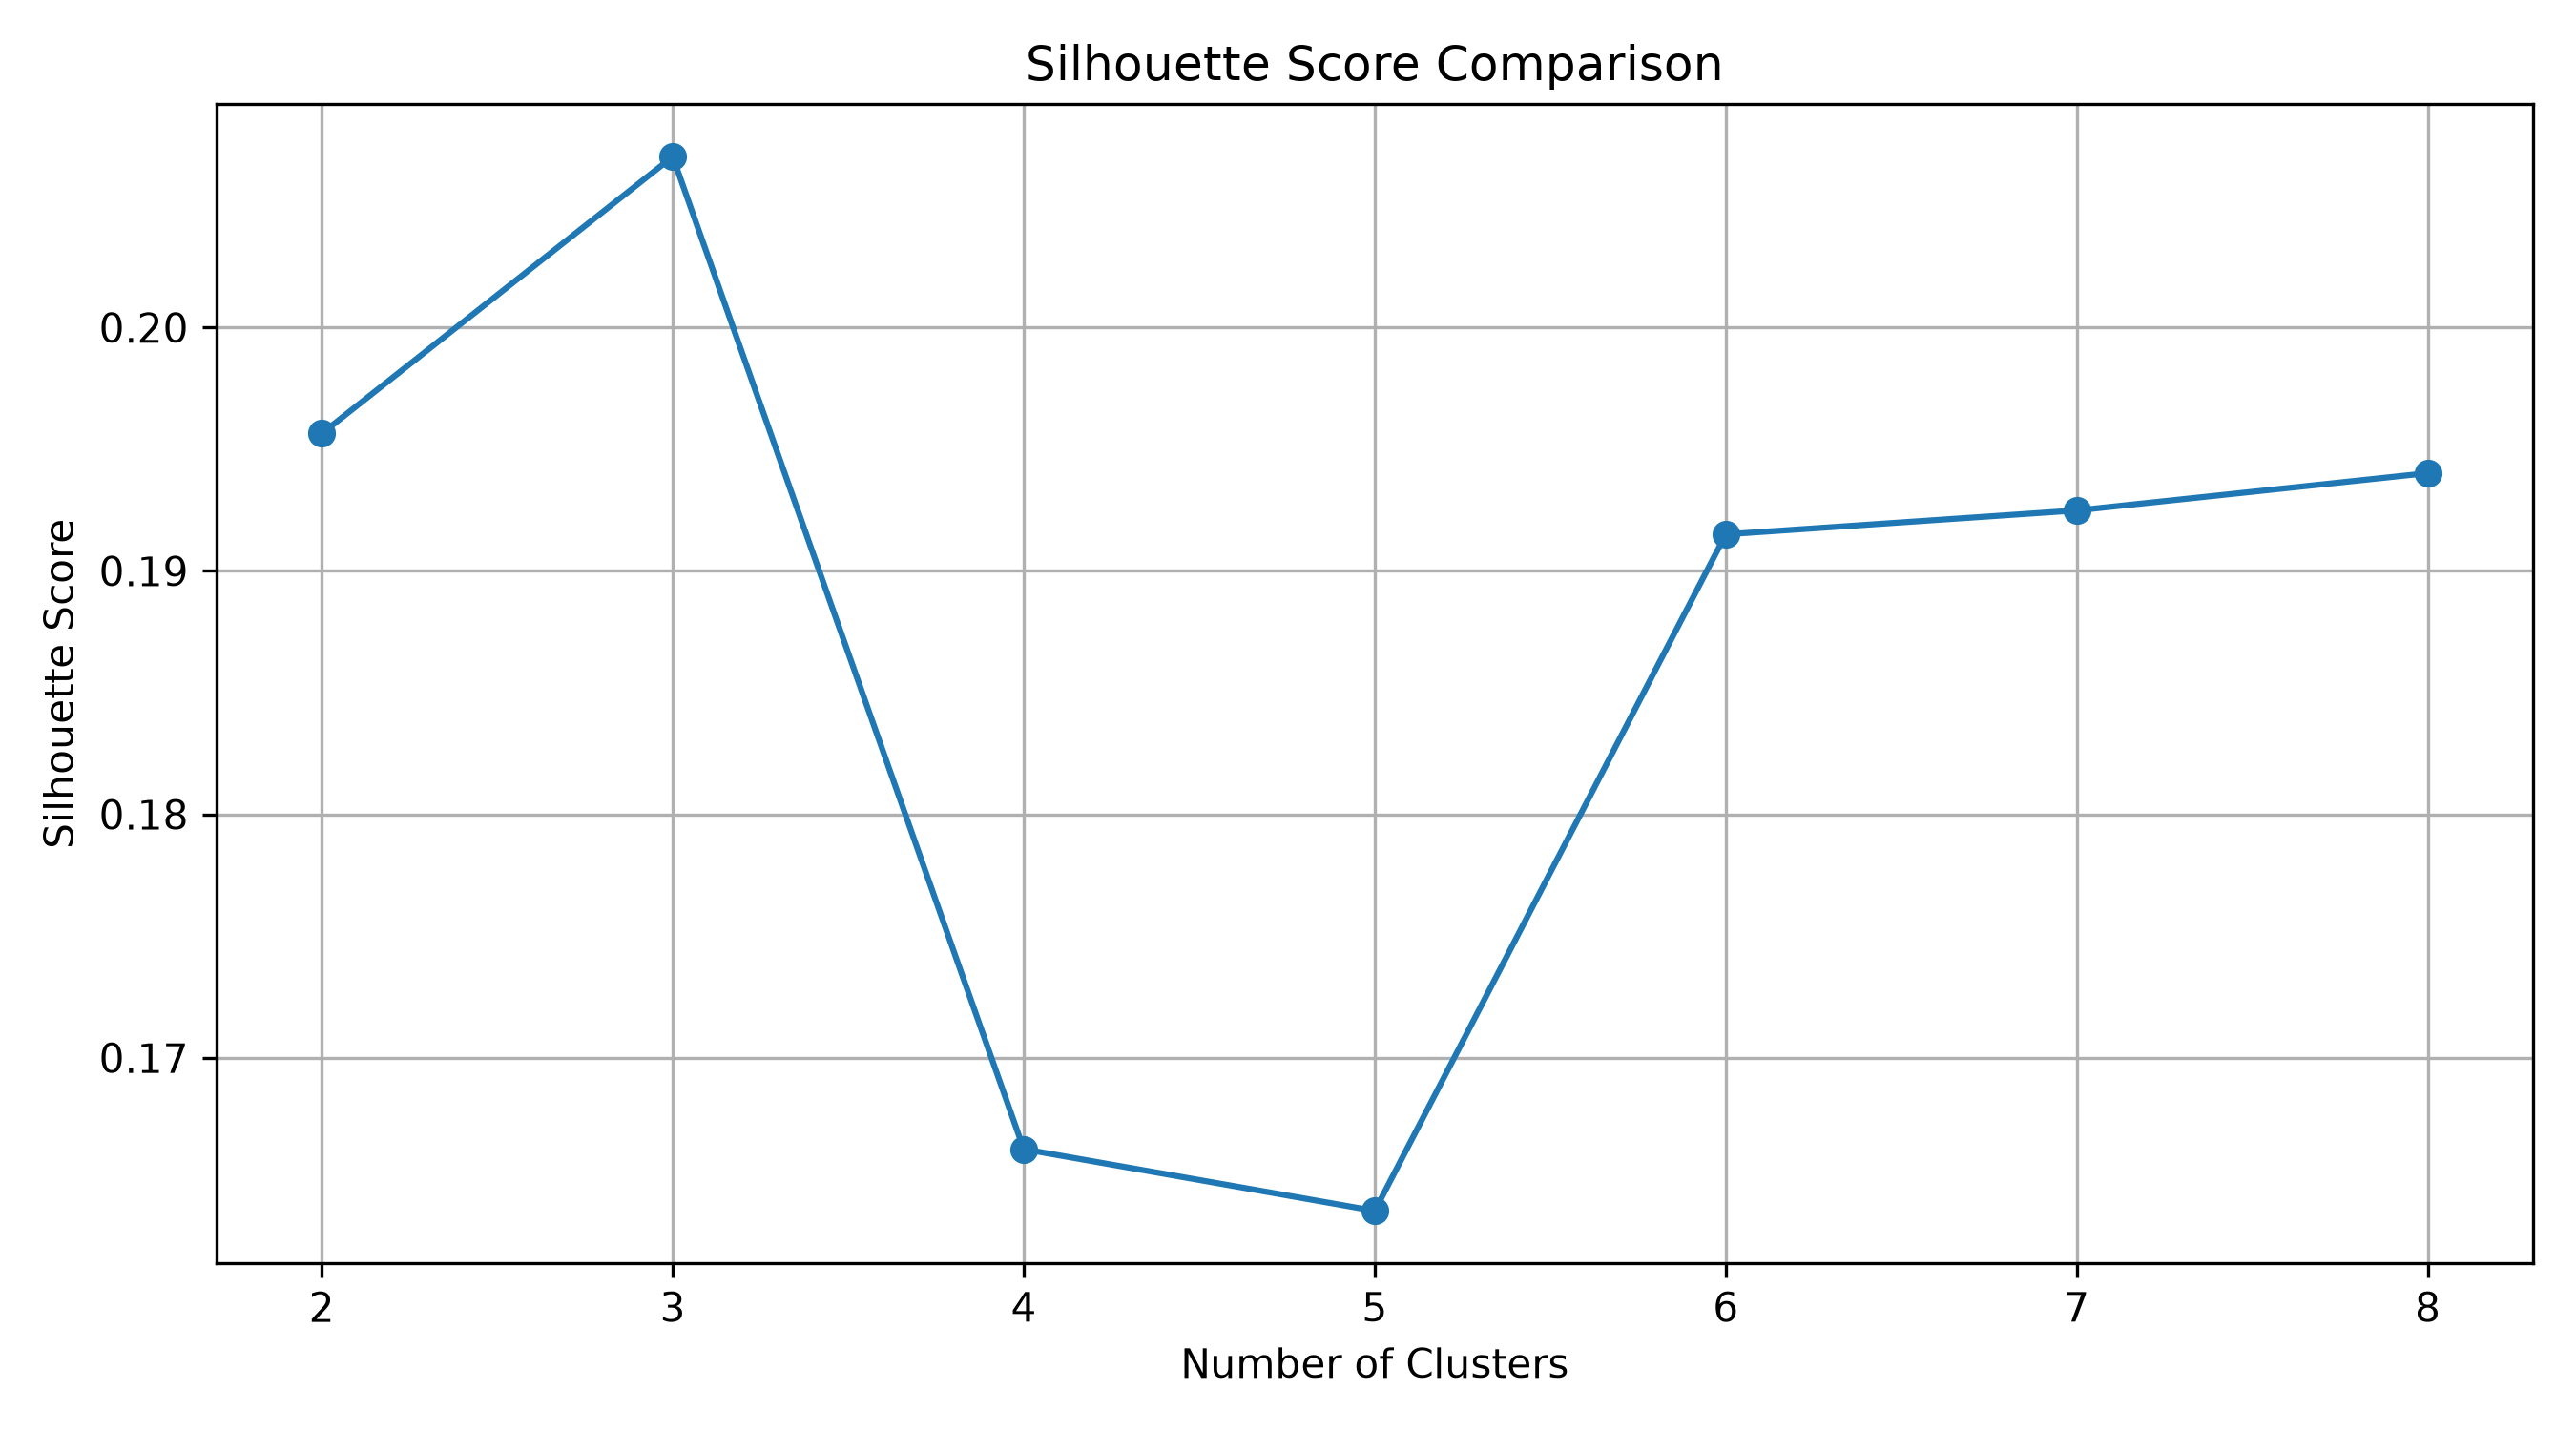 Silhouette Score Comparison
0.20
0.19
0.18
0.17
Silhouette Score
2 3 4 5 6 7 8
Number of Clusters